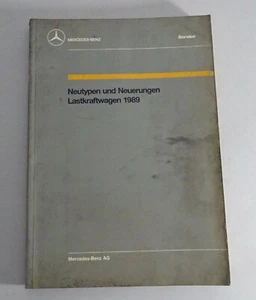 MERCEDES-BENZ
Service
Neutypen und Neuerungen
Lastkraftwagen 1989
Mercedes-Benz AG